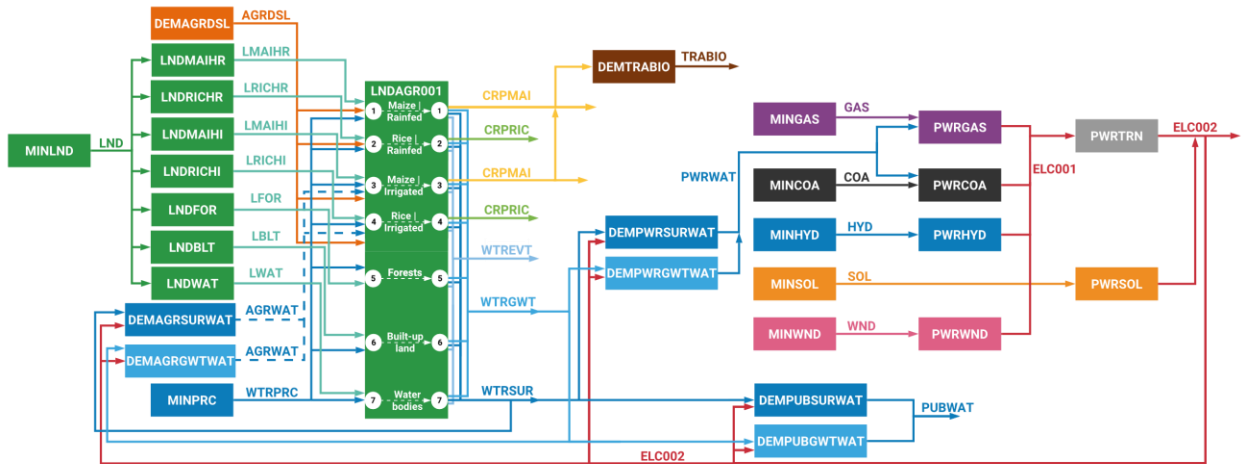 DEMAGRDSL
AGRDSL
LNDMAIHR
LMAIHR
LNDRICHR
LRICHR
LNDMAIHI
LMAIHI
MINLND
LND
LNDRICHI
LRICHI
LNDFOR
LFOR
LNDBLT
LBLT
LNDWAT
LWAT
DEMAGRSURWAT
AGRWAT
DEMAGRGWTWAT
AGRWAT
MINPRC
WTRPRC
LNDAGR001
1 Maize | 1
Rainfed
2 Rice | 2
Rainfed
3 Maize | 3
Irrigated
4 Rice | 4
Irrigated
5 Forests 5
6 Built-up 6
land
7 Water 7
bodies
CRPMAI
CRPRIC
CRPMAI
CRPRIC
WTREVT
WTRGWT
WTRSUR
DEMTRABIO
TRABIO
DEMPWRSURWAT
DEMPWRGWTWAT
PWRWAT
MINGAS
GAS
PWRGAS
MINCOA
COA
PWRCOA
MINHYD
HYD
PWRHYD
MINSOL
SOL
PWRSOL
MINWND
WND
PWRWND
ELC001
PWRTRN
ELC002
DEMPUBSURWAT
DEMPUBGWTWAT
PUBWAT
ELC002